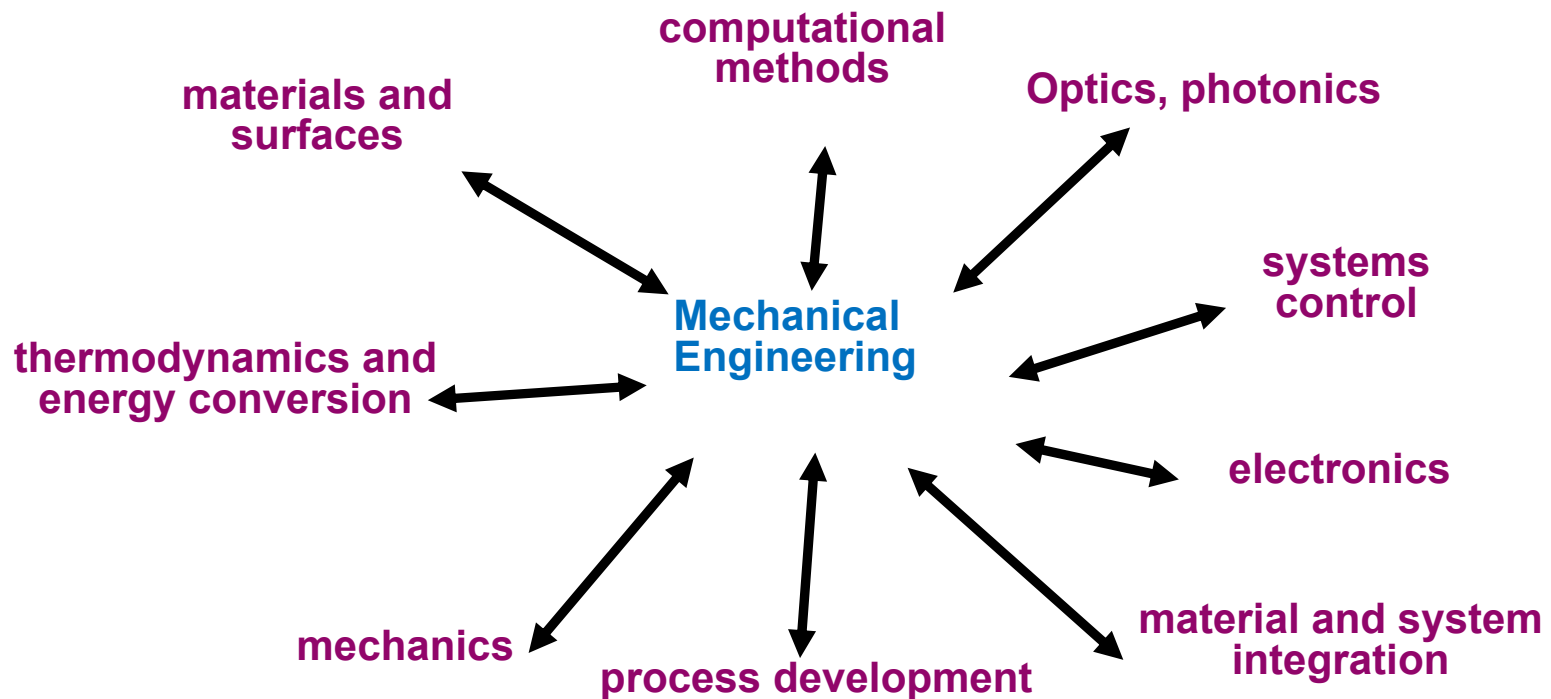 computational
methods
materials and
surfaces
Optics, photonics
systems
control
Mechanical
Engineering
thermodynamics and
energy conversion
electronics
material and system
integration
mechanics
process development